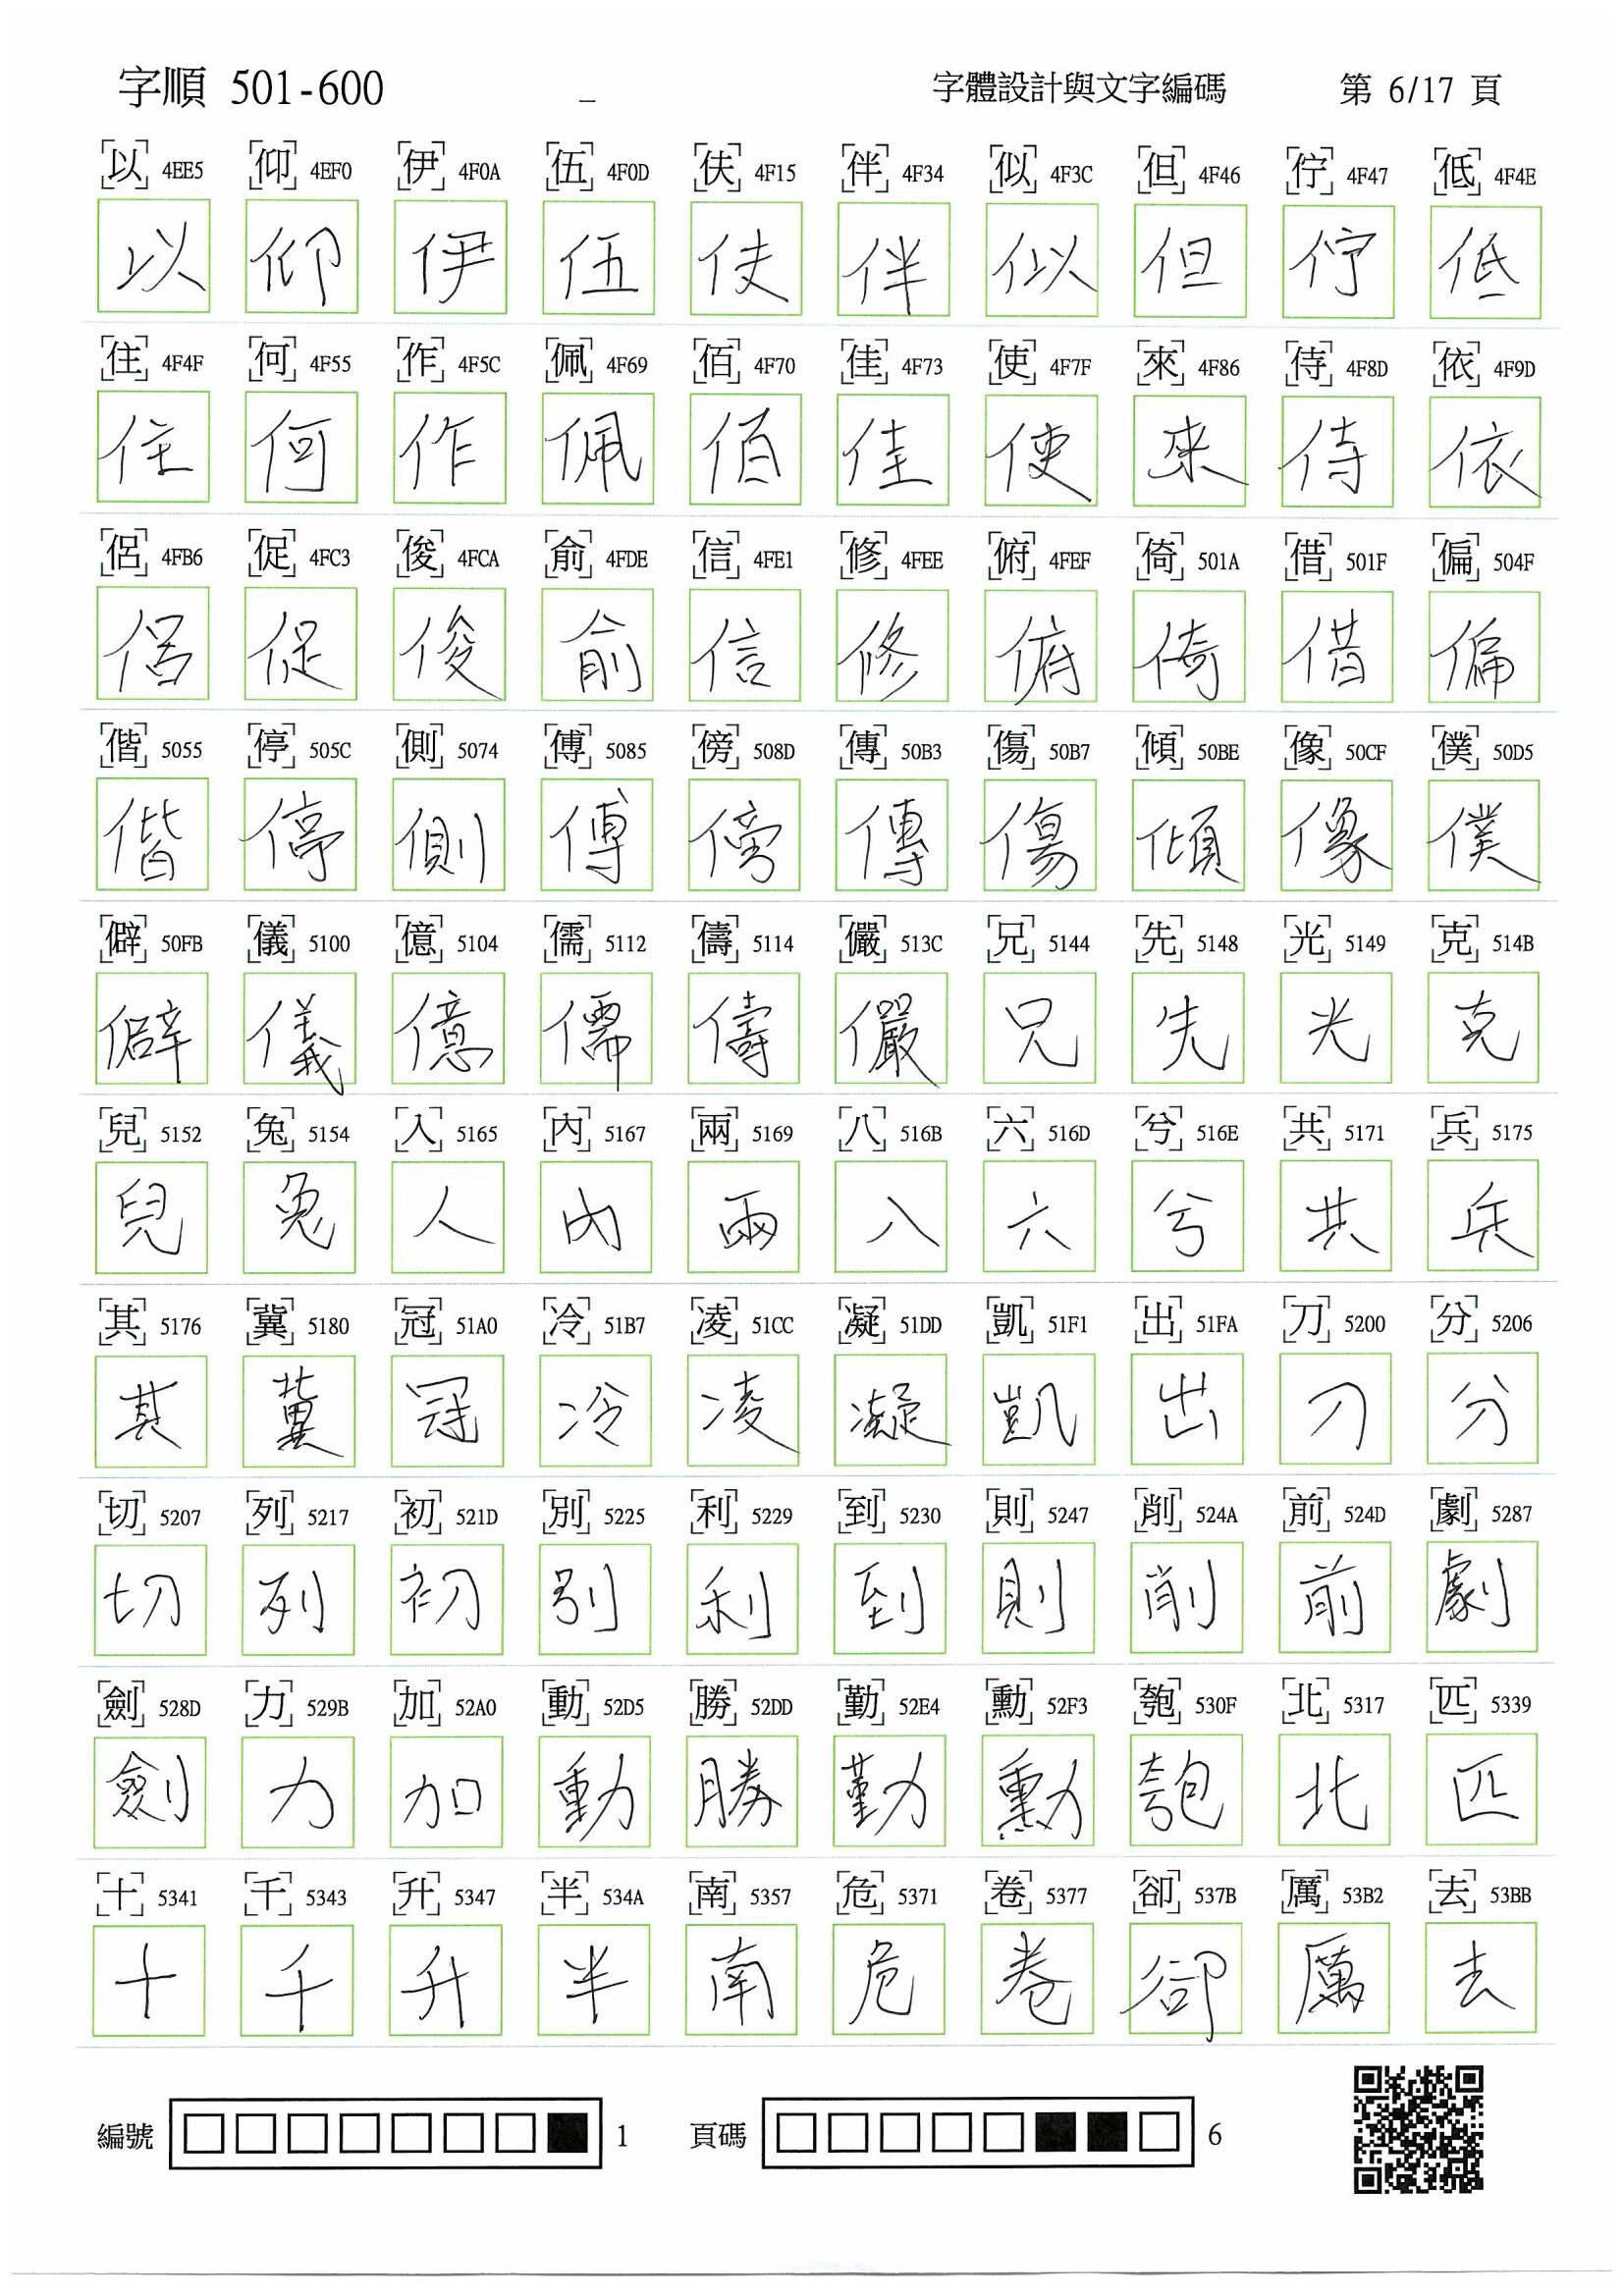 字順 501-600 _ 字體設計與文字編碼 第 6/17 頁
以 4EE5 仰 4EF0 伊 4F0A 伍 4F0D 伕 4F15 伴 4F34 似 4F3C 但 4F46 佇 4F47 低 4F4E
以 仰 伊 伍 伕 伴 似 但 佇 低
住 4F4F 何 4F55 作 4F5C 佩 4F69 佰 4F70 佳 4F73 使 4F7F 來 4F86 侍 4F8D 依 4F9D
住 何 作 佩 佰 佳 使 來 侍 依
侶 4FB6 促 4FC3 俊 4FCA 俞 4FDE 信 4FE1 修 4FEE 俯 4FEF 倚 501A 借 501F 偏 504F
侶 促 俊 俞 信 修 俯 倚 借 偏
偕 5055 停 505C 側 5074 傅 5085 傍 508D 傳 50B3 傷 50B7 傾 50BE 像 50CF 僕 50D5
偕 停 側 傅 傍 傳 傷 傾 像 僕
僻 50FB 儀 5100 億 5104 儒 5112 儔 5114 儼 513C 兄 5144 先 5148 光 5149 克 514B
僻 儀 億 儒 儔 儼 兄 先 光 克
兒 5152 兔 5154 入 5165 內 5167 兩 5169 八 516B 六 516D 兮 516E 共 5171 兵 5175
兒 兔 入 內 兩 八 六 兮 共 兵
其 5176 冀 5180 冠 51A0 冷 51B7 凌 51CC 凝 51DD 凱 51F1 出 51FA 刀 5200 分 5206
其 冀 冠 冷 凌 凝 凱 出 刀 分
切 5207 列 5217 初 521D 別 5225 利 5229 到 5230 則 5247 削 524A 前 524D 劇 5287
切 列 初 別 利 到 則 削 前 劇
劍 528D 力 529B 加 52A0 動 52D5 勝 52DD 勤 52E4 勳 52F3 匏 530F 北 5317 匹 5339
劍 力 加 動 勝 勤 勳 匏 北 匹
十 5341 千 5343 升 5347 半 534A 南 5357 危 5371 卷 5377 卻 537B 厲 53B2 去 53BB
十 千 升 半 南 危 卷 卻 厲 去
編號 1 頁碼 6